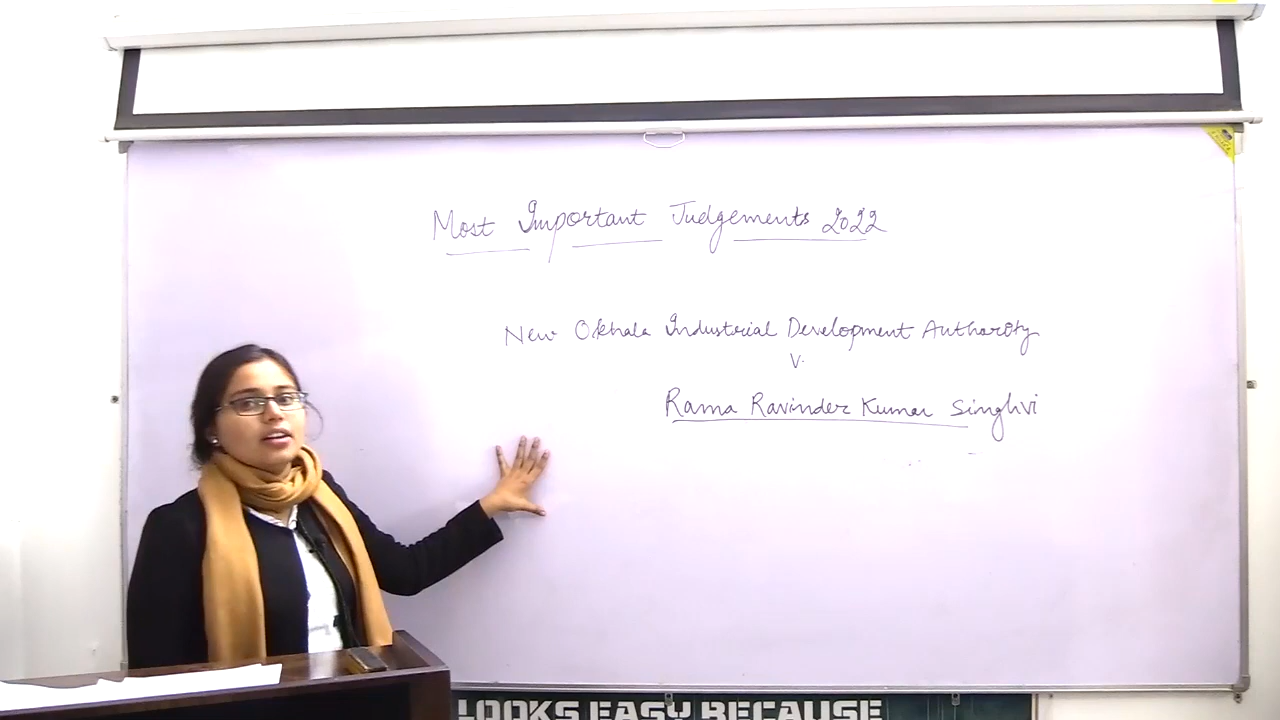 Most Important Judgements 2022
New Okhala Industrial Development Authority
V.
Rama Ravinder Kumar Singhvi
LOOKS EASY BECAUSE